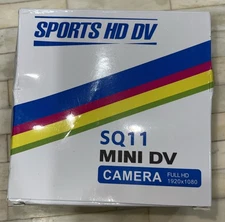 SPORTS HD DV
SQ11
MINI DV
CAMERA FULL HD
1920x1080